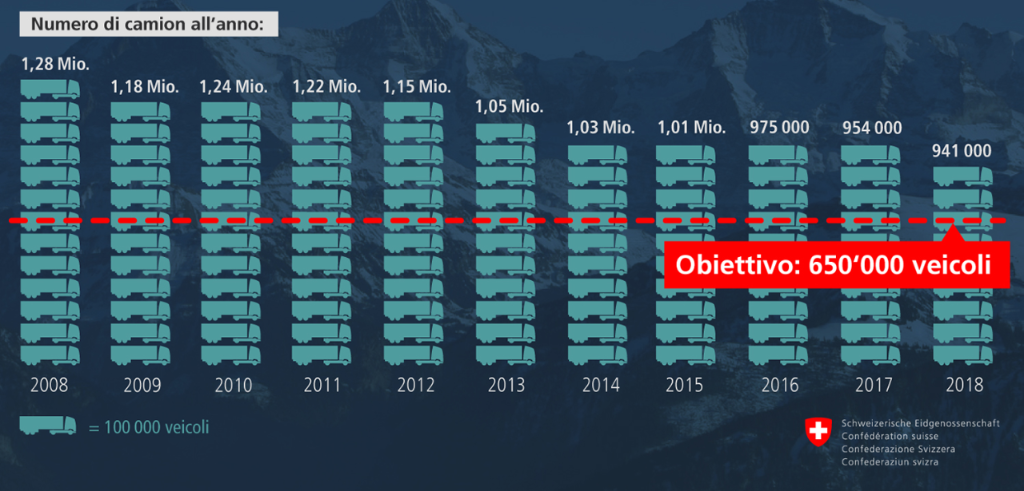 Numero di camion all'anno:
1,28 Mio.
1,18 Mio.
1,24 Mio.
1,22 Mio.
1,15 Mio.
1,05 Mio.
1,03 Mio.
1,01 Mio.
975 000
954 000
941 000
Obiettivo: 650‘000 veicoli
2008 2009 2010 2011 2012 2013 2014 2015 2016 2017 2018
= 100 000 veicoli
Schweizerische Eidgenossenschaft
Confédération suisse
Confederazione Svizzera
Confederaziun svizra